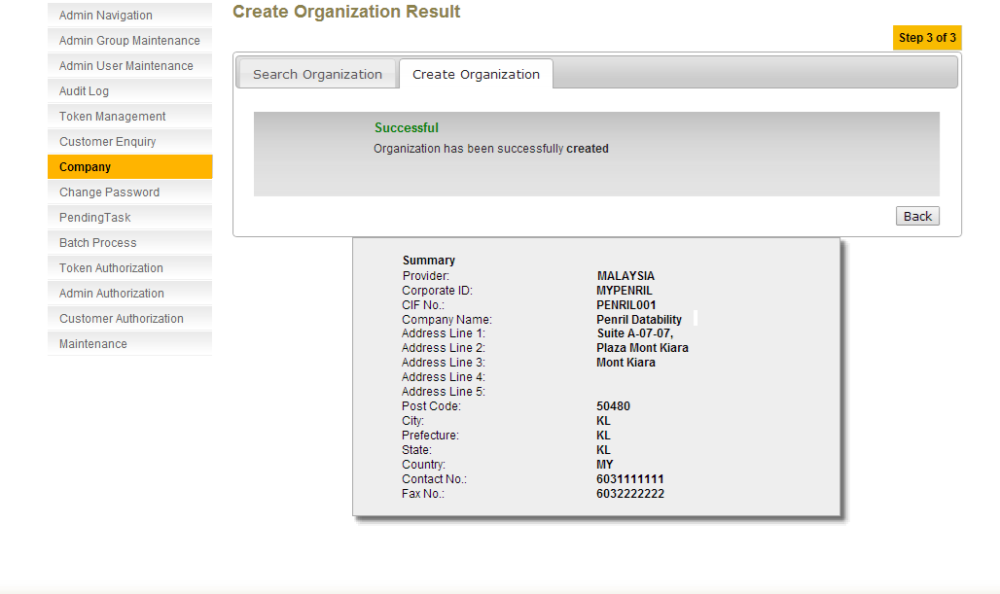 Admin Navigation
Admin Group Maintenance
Admin User Maintenance
Audit Log
Token Management
Customer Enquiry
Company
Change Password
PendingTask
Batch Process
Token Authorization
Admin Authorization
Customer Authorization
Maintenance
Create Organization Result
Step 3 of 3
Search Organization
Create Organization
Successful
Organization has been successfully created
Back
Summary
Provider: MALAYSIA
Corporate ID: MYPENRIL
CIF No.: PENRIL001
Company Name: Penril Datability
Address Line 1: Suite A-07-07,
Address Line 2: Plaza Mont Kiara
Address Line 3: Mont Kiara
Address Line 4:
Address Line 5:
Post Code: 50480
City: KL
Prefecture: KL
State: KL
Country: MY
Contact No.: 6031111111
Fax No.: 6032222222